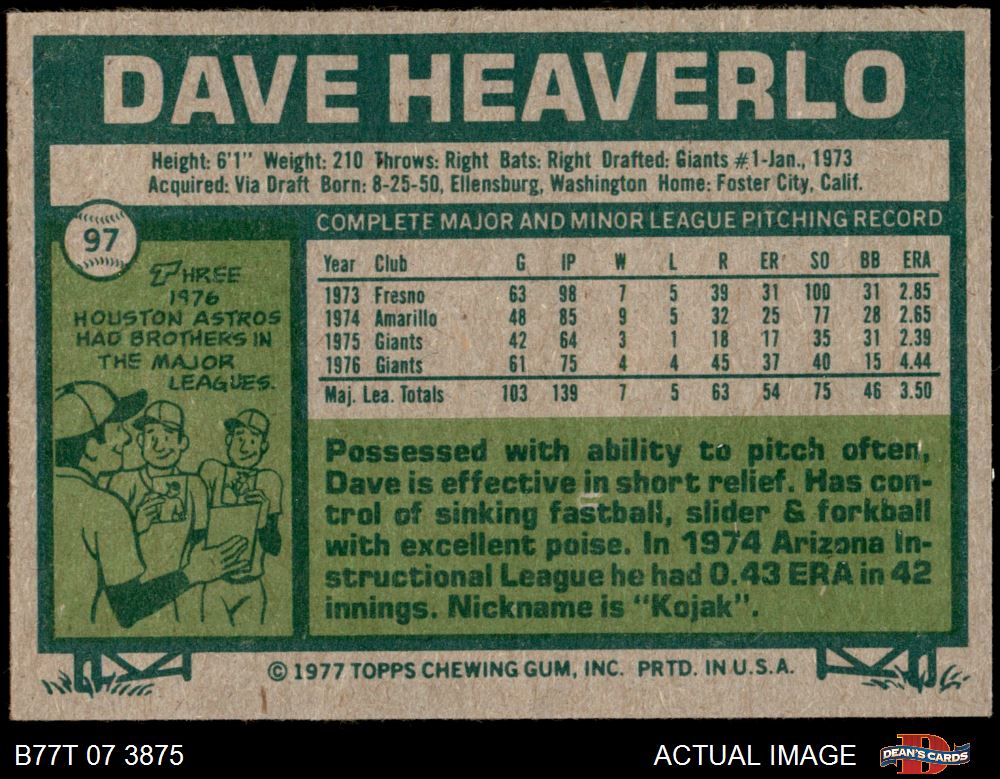 DAVE HEAVERLO
Height: 6'1" Weight: 210 Throws: Right Bats: Right Drafted: Giants #1-Jan., 1973
Acquired: Via Draft Born: 8-25-50, Ellensburg, Washington Home: Foster City, Calif.
97
THREE
1976
HOUSTON ASTROS
HAD BROTHERS IN
THE MAJOR
LEAGUES.
COMPLETE MAJOR AND MINOR LEAGUE PITCHING RECORD
Year Club G IP W L R ER SO BB ERA
1973 Fresno 63 98 7 5 39 31 100 31 2.85
1974 Amarillo 48 85 9 5 32 25 77 28 2.65
1975 Giants 42 64 3 1 18 17 35 31 2.39
1976 Giants 61 75 4 4 45 37 40 15 4.44
Maj. Lea. Totals 103 139 7 5 63 54 75 46 3.50
Possessed with ability to pitch often,
Dave is effective in short relief. Has con-
trol of sinking fastball, slider & forkball
with excellent poise. In 1974 Arizona In-
structional League he had 0.43 ERA in 42
innings. Nickname is "Kojak".
© 1977 TOPPS CHEWING GUM, INC. PRTD. IN U.S.A.
B77T 07 3875
ACTUAL IMAGE
DEAN'S CARDS